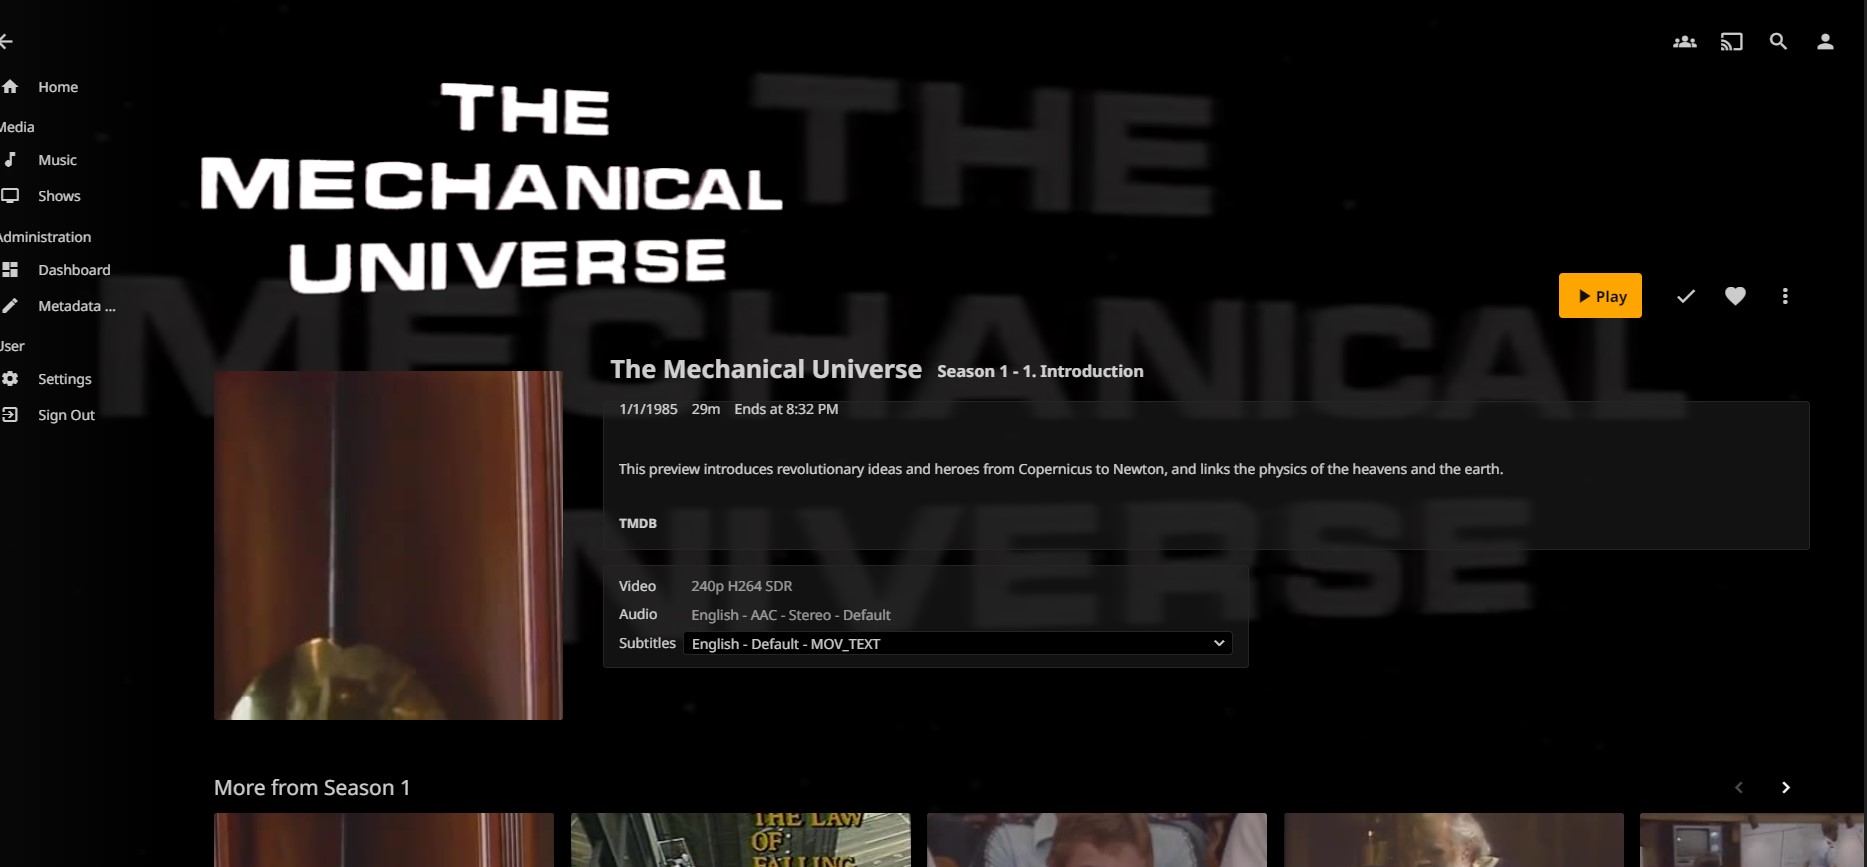 Home
Media
Music
Shows
Administration
Dashboard
Metadata ...
User
Settings
Sign Out
THE
MECHANICAL
UNIVERSE
THE
MECHANICAL
UNIVERSE
Play
The Mechanical Universe Season 1 - 1. Introduction
1/1/1985 29m Ends at 8:32 PM
This preview introduces revolutionary ideas and heroes from Copernicus to Newton, and links the physics of the heavens and the earth.
TMDB
Video 240p H264 SDR
Audio English - AAC - Stereo - Default
Subtitles English - Default - MOV_TEXT
More from Season 1
THE LAW
OF
FALLING